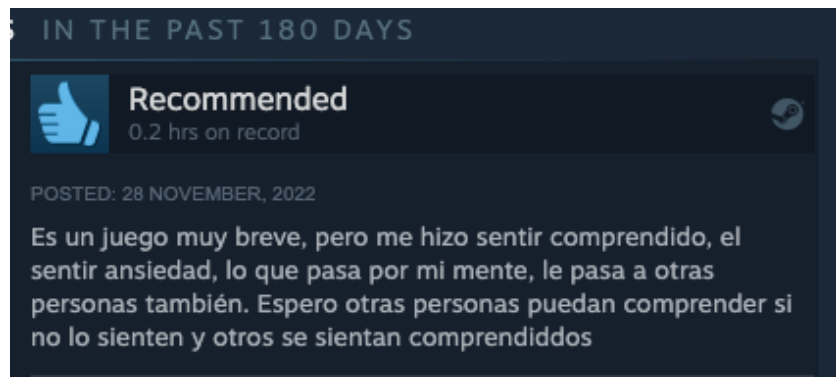 IN THE PAST 180 DAYS
Recommended
0.2 hrs on record
POSTED: 28 NOVEMBER, 2022
Es un juego muy breve, pero me hizo sentir comprendido, el
sentir ansiedad, lo que pasa por mi mente, le pasa a otras
personas también. Espero otras personas puedan comprender si
no lo sienten y otros se sientan comprendiddos